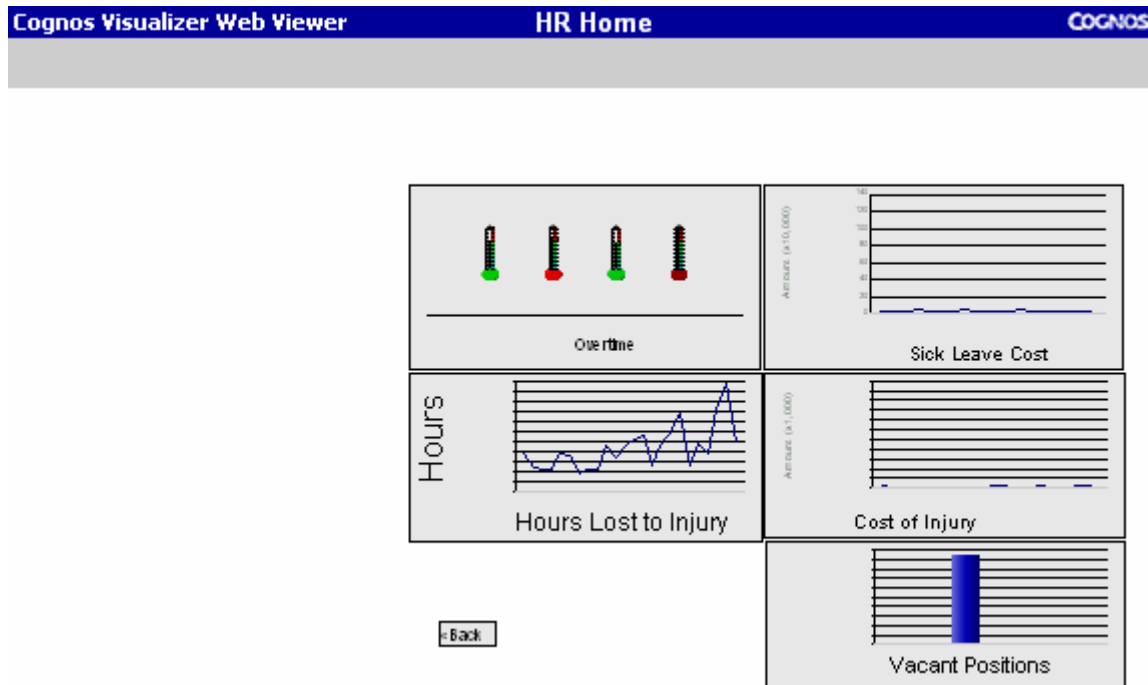 Cognos Visualizer Web Viewer
HR Home
COGNOS
Overtime
Amount (x10,000)
140
120
100
80
60
40
20
0
Sick Leave Cost
Hours
Hours Lost to Injury
Amount (x1,000)
Cost of Injury
Vacant Positions
«Back